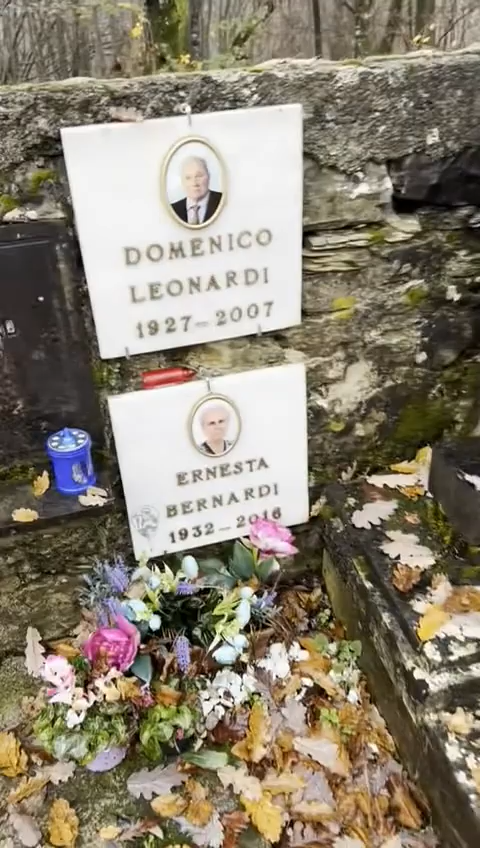 DOMENICO
LEONARDI
1927-2007
ERNESTA
BERNARDI
1932-2016